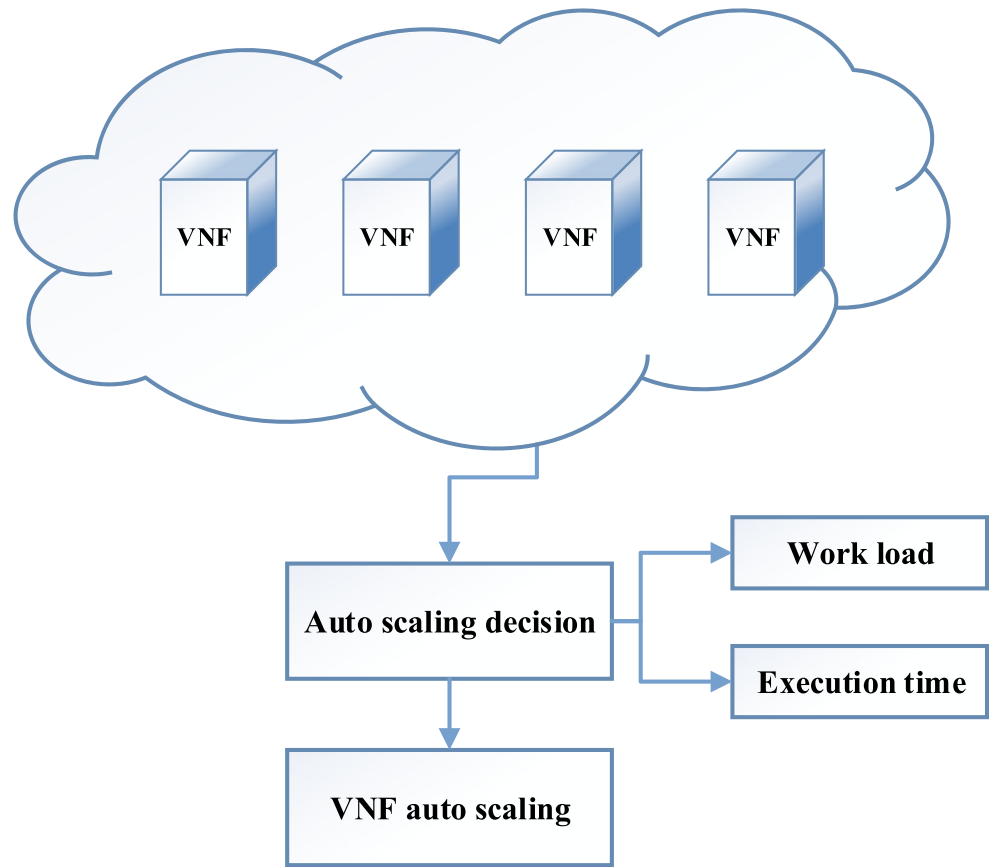 VNF VNF VNF VNF
Work load
Auto scaling decision
Execution time
VNF auto scaling